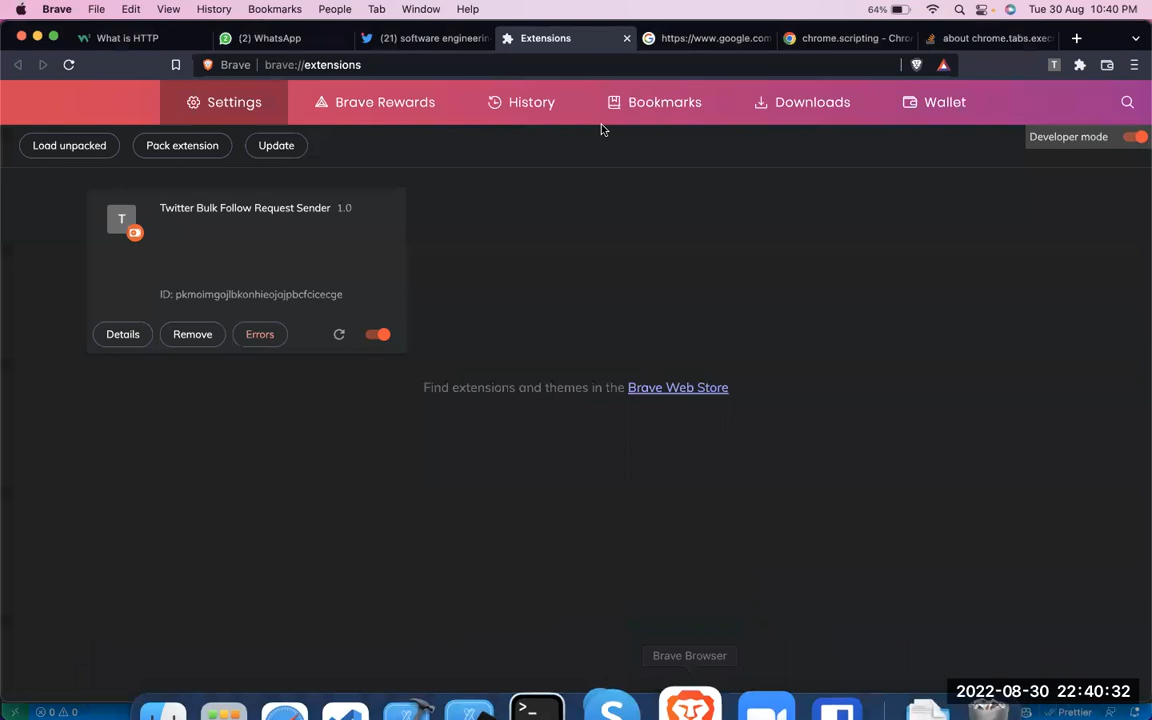 Brave File Edit View History Bookmarks People Tab Window Help 64% Tue 30 Aug 10:40 PM
What is HTTP (2) WhatsApp (21) software engineerin Extensions https://www.google.com chrome.scripting - Chro about chrome.tabs.exec
Brave brave://extensions T
Settings Brave Rewards History Bookmarks Downloads Wallet
Developer mode
Load unpacked Pack extension Update
Twitter Bulk Follow Request Sender 1.0
T
ID: pkmoimgojlbkonhieojajpbcfcicecge
Details Remove Errors
Find extensions and themes in the Brave Web Store
Brave Browser
2022-08-30 22:40:32
0 0 Prettier